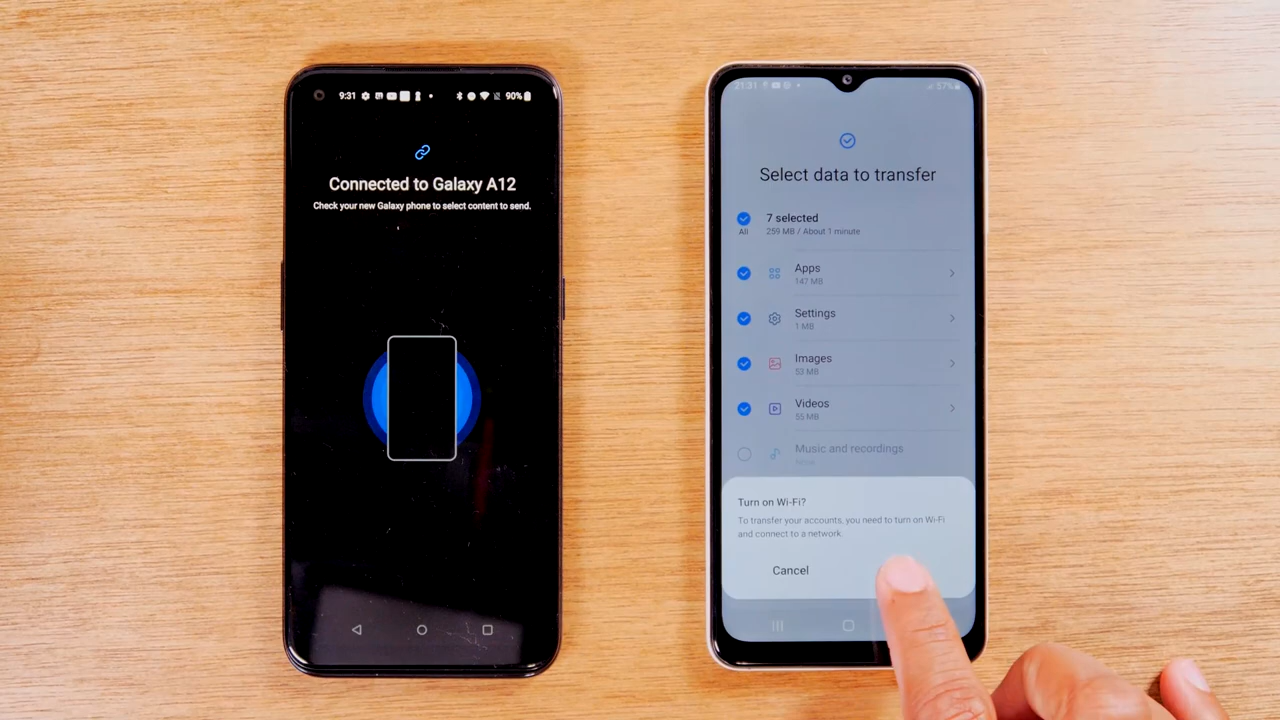 9:31
90%
Connected to Galaxy A12
Check your new Galaxy phone to select content to send.
21:31
57%
Select data to transfer
7 selected
All
259 MB / About 1 minute
Apps
147 MB
Settings
1 MB
Images
53 MB
Videos
55 MB
Music and recordings
Turn on Wi-Fi?
To transfer your accounts, you need to turn on Wi-Fi
and connect to a network.
Cancel